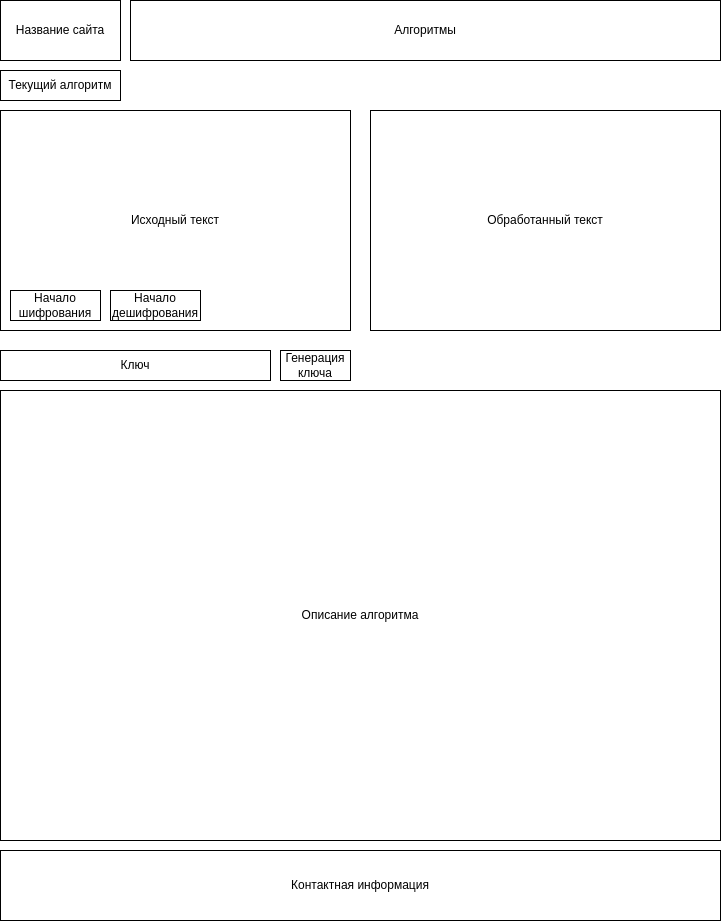 Название сайта
Алгоритмы
Текущий алгоритм
Исходный текст
Обработанный текст
Начало
шифрования
Начало
дешифрования
Ключ
Генерация
ключа
Описание алгоритма
Контактная информация